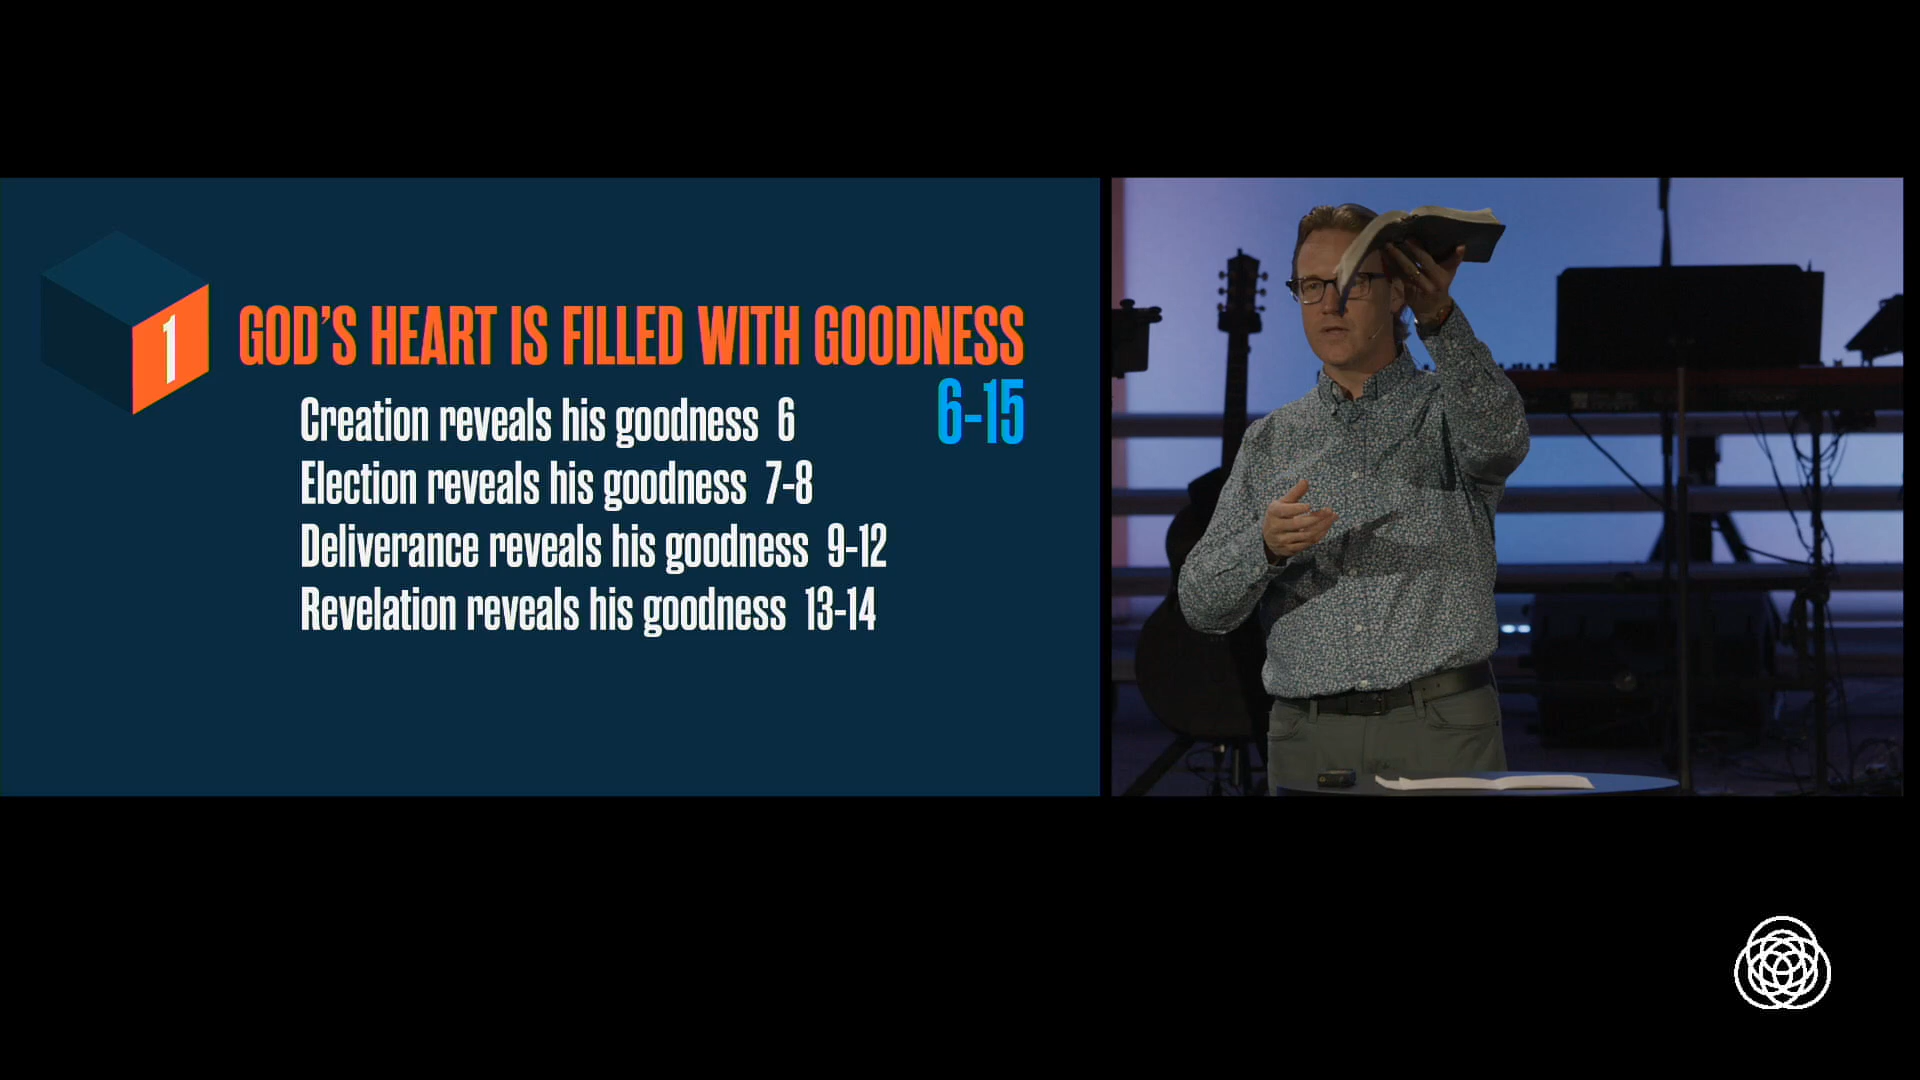 1
GOD'S HEART IS FILLED WITH GOODNESS
6-15
Creation reveals his goodness 6
Election reveals his goodness 7-8
Deliverance reveals his goodness 9-12
Revelation reveals his goodness 13-14